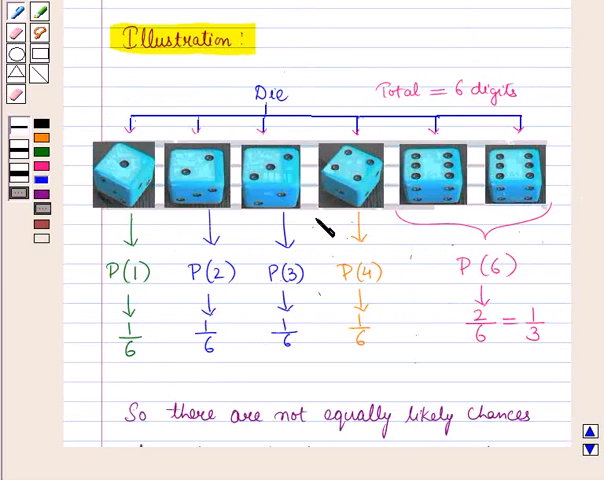 Illustration:
Die
Total = 6 digits
P(1) P(2) P(3) P(4) P(6)
1/6 1/6 1/6 1/6 2/6 = 1/3
So there are not equally likely chances